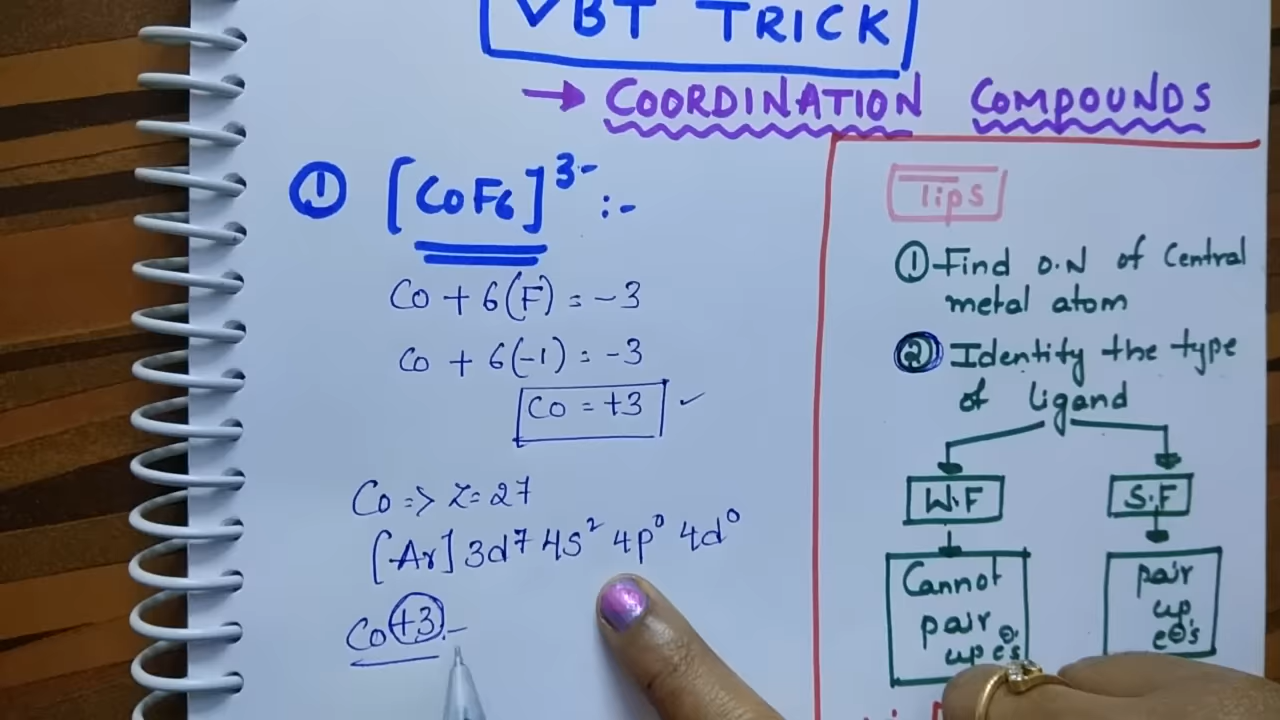 VBT TRICK
→ COORDINATION COMPOUNDS
① [CoF6]³⁻ :-
Co + 6(F) = -3
Co + 6(-1) = -3
Co = +3 ✓
Co => Z = 27
[Ar] 3d⁷ 4s² 4p⁰ 4d⁰
Co +3 :-
Tips
① Find O.N of Central
metal atom
② Identify the type
of ligand
W.F
S.F
Cannot
pair
up e⊖'s
pair
up
e⊖'s